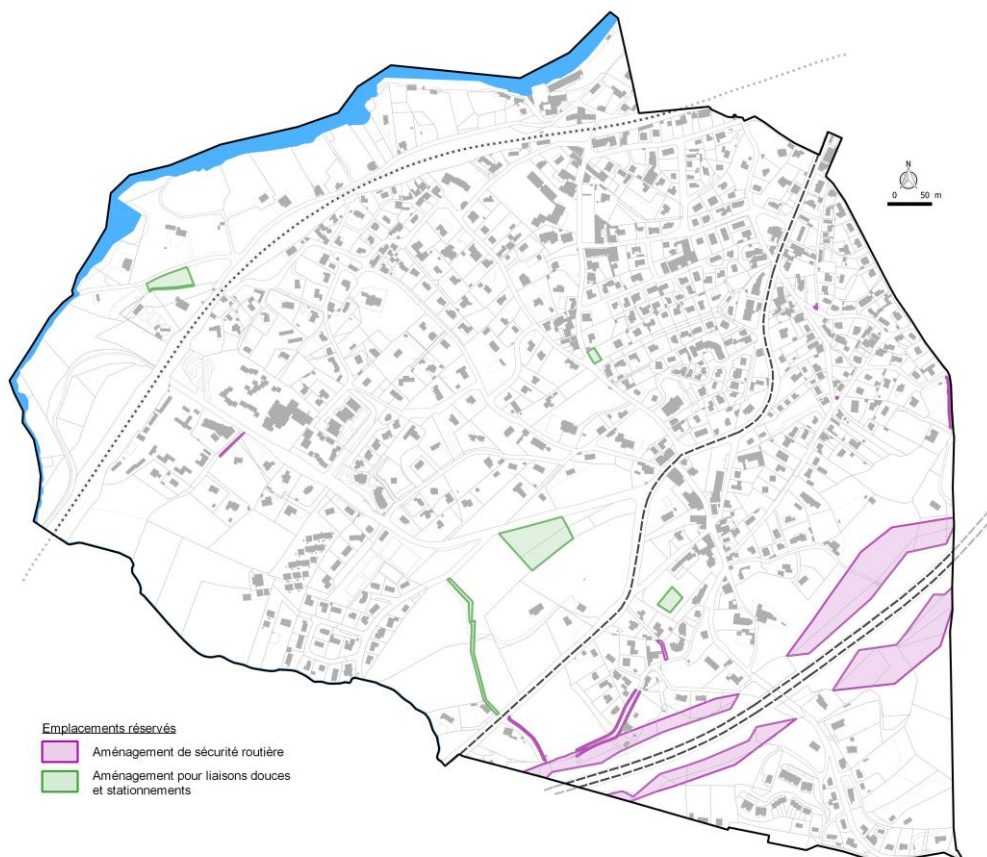 N
0 50 m
Emplacements réservés
Aménagement de sécurité routière
Aménagement pour liaisons douces
et stationnements